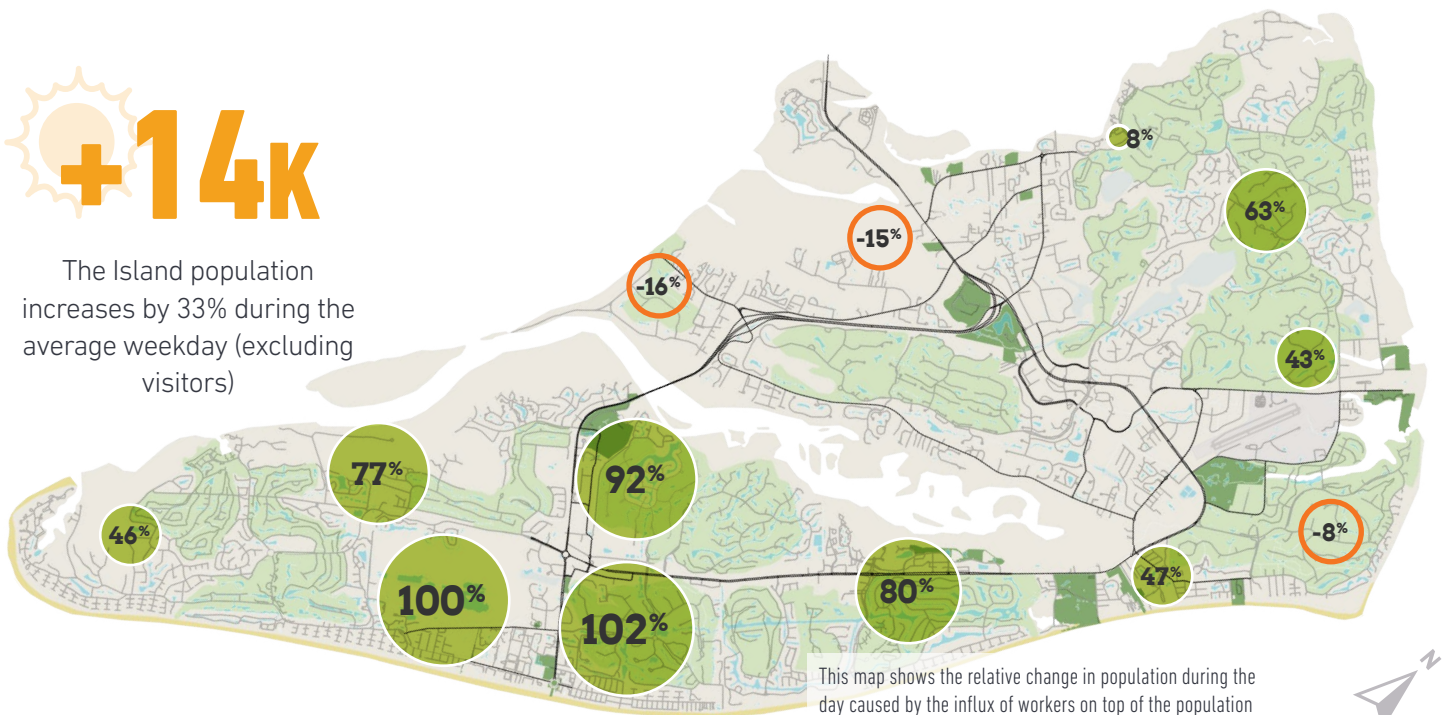 +14K
The Island population
increases by 33% during the
average weekday (excluding
visitors)
8%
63%
-15%
-16%
43%
77%
92%
46%
-8%
47%
80%
100%
102%
This map shows the relative change in population during the
day caused by the influx of workers on top of the population
N